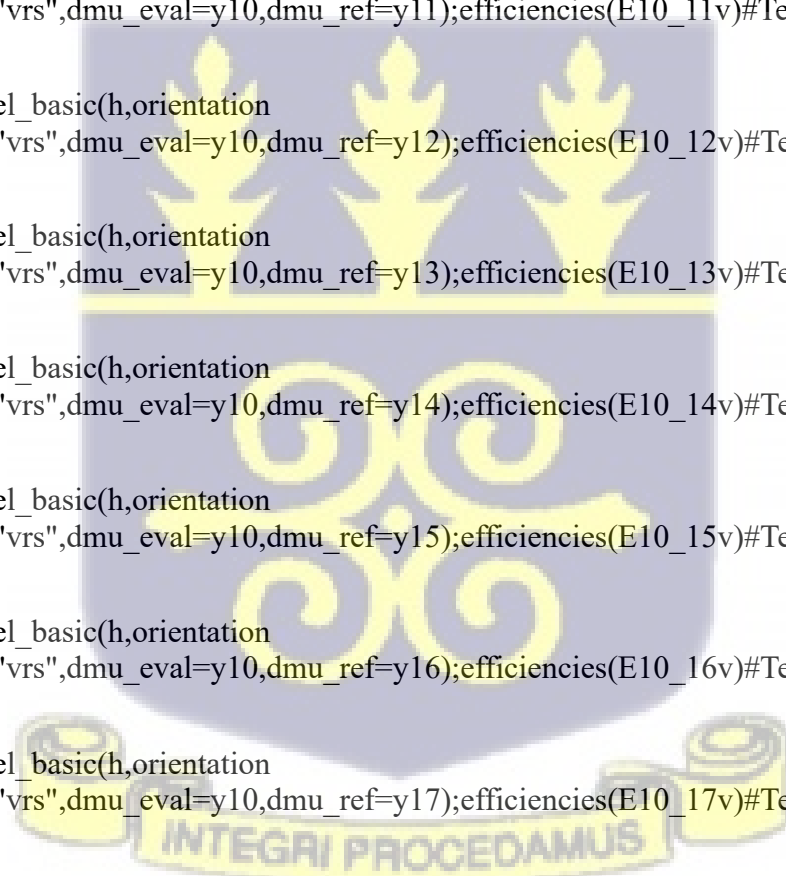 "vrs",dmu_eval=y10,dmu_ref=y11);efficiencies(E10_11v)#Te
el_basic(h,orientation
"vrs",dmu_eval=y10,dmu_ref=y12);efficiencies(E10_12v)#Te
el_basic(h,orientation
"vrs",dmu_eval=y10,dmu_ref=y13);efficiencies(E10_13v)#Te
el_basic(h,orientation
"vrs",dmu_eval=y10,dmu_ref=y14);efficiencies(E10_14v)#Te
el_basic(h,orientation
"vrs",dmu_eval=y10,dmu_ref=y15);efficiencies(E10_15v)#Te
el_basic(h,orientation
"vrs",dmu_eval=y10,dmu_ref=y16);efficiencies(E10_16v)#Te
el_basic(h,orientation
"vrs",dmu_eval=y10,dmu_ref=y17);efficiencies(E10_17v)#Te
INTEGRI PROCEDAMUS